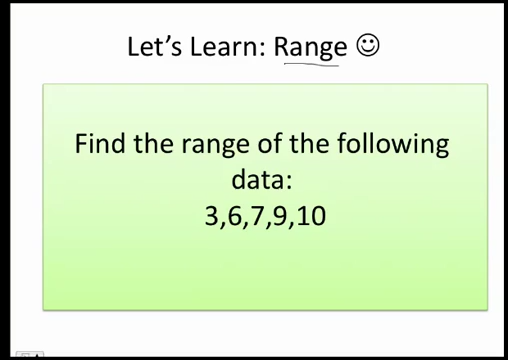 Let's Learn: Range ☺
Find the range of the following
data:
3,6,7,9,10